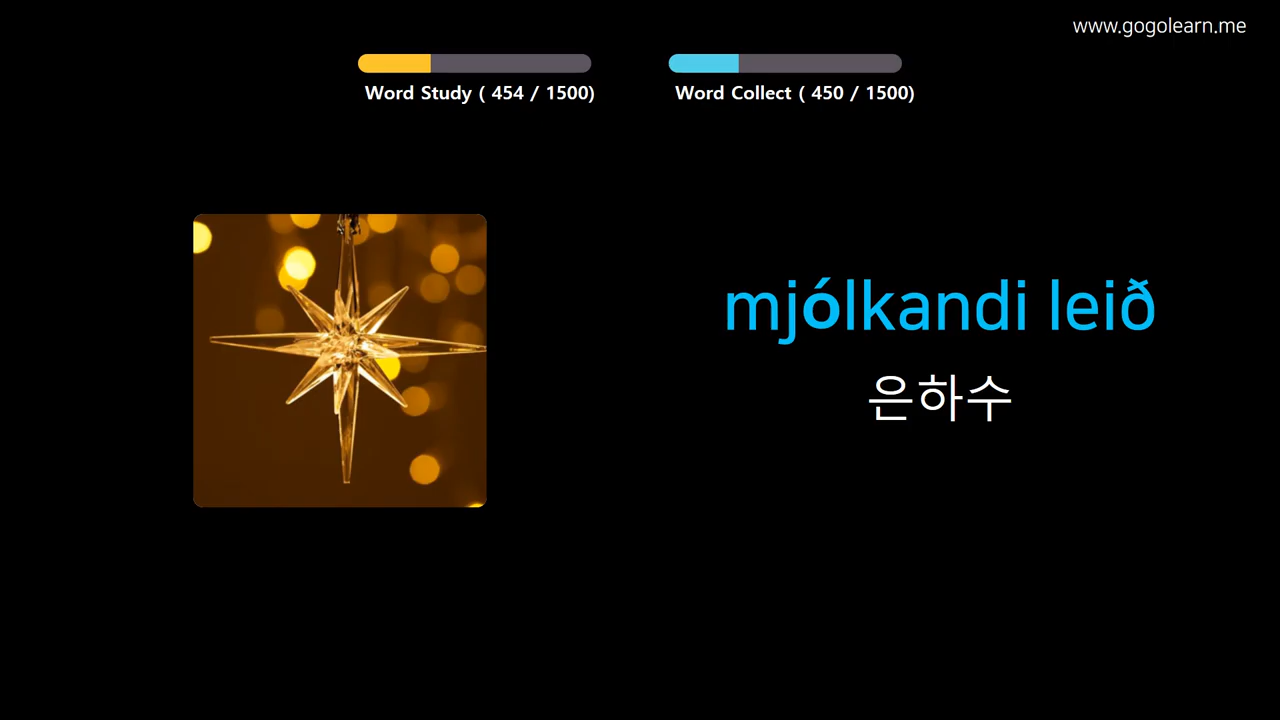 www.gogolearn.me
Word Study ( 454 / 1500)
Word Collect ( 450 / 1500)
mjólkandi leið
은하수